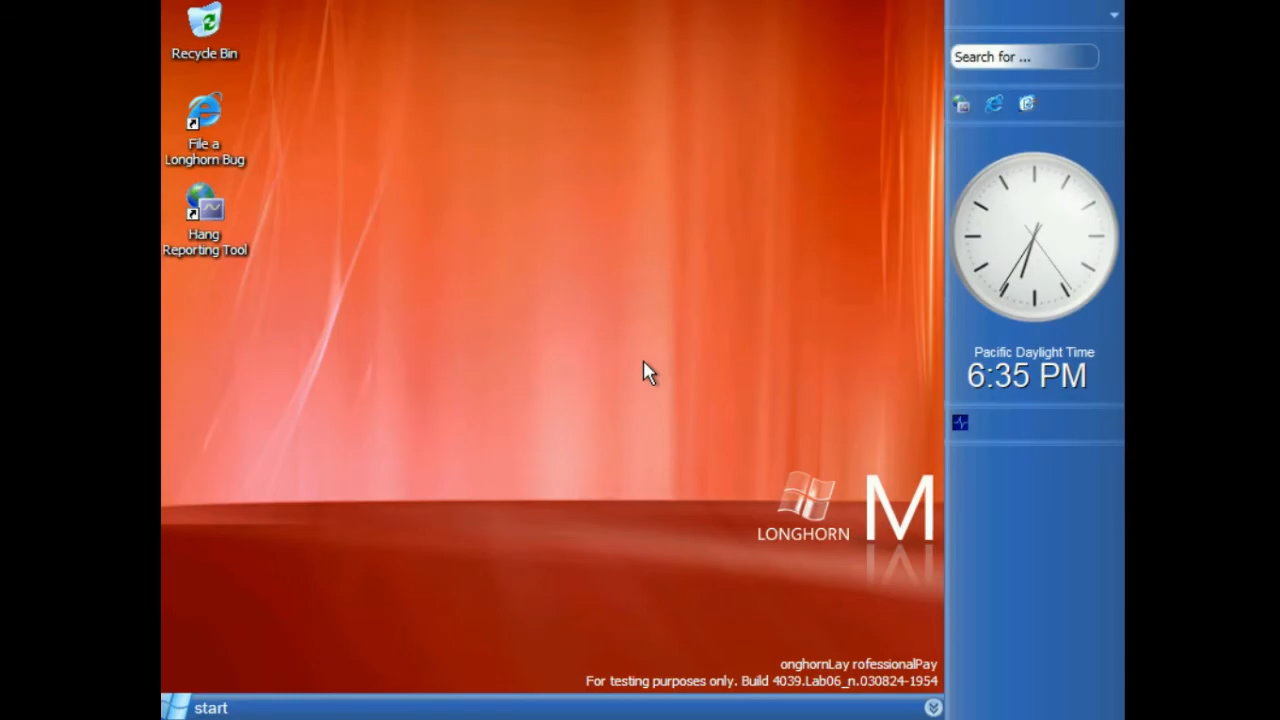 Recycle Bin
File a
Longhorn Bug
Hang
Reporting Tool
Search for ...
Pacific Daylight Time
6:35 PM
LONGHORN M
onghornLay rofessionalPay
For testing purposes only. Build 4039.Lab06_n.030824-1954
start